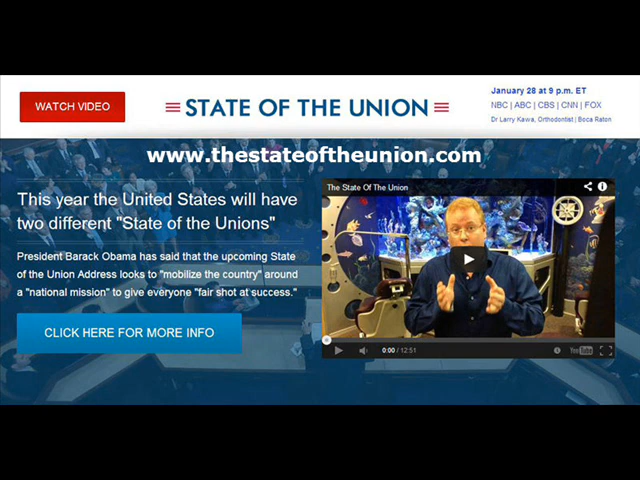 WATCH VIDEO
STATE OF THE UNION
January 28 at 9 p.m. ET
NBC | ABC | CBS | CNN | FOX
Dr Larry Kawa, Orthodontist | Boca Raton
www.thestateoftheunion.com
This year the United States will have
two different "State of the Unions"
President Barack Obama has said that the upcoming State
of the Union Address looks to "mobilize the country" around
a "national mission" to give everyone "fair shot at success."
CLICK HERE FOR MORE INFO
The State Of The Union
0:00 / 12:51
YouTube